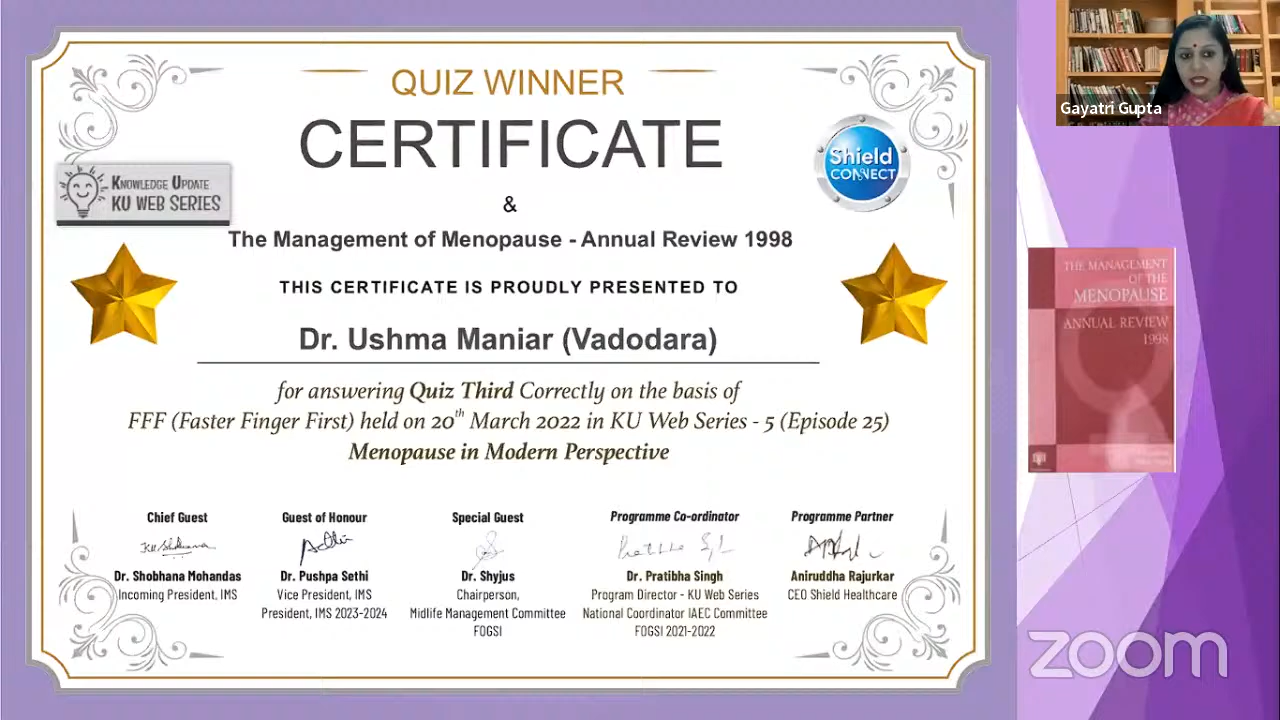 QUIZ WINNER
CERTIFICATE
&
The Management of Menopause - Annual Review 1998
THIS CERTIFICATE IS PROUDLY PRESENTED TO
Dr. Ushma Maniar (Vadodara)
for answering Quiz Third Correctly on the basis of
FFF (Faster Finger First) held on 20th March 2022 in KU Web Series - 5 (Episode 25)
Menopause in Modern Perspective
KNOWLEDGE UPDATE
KU WEB SERIES
Shield
CONNECT
Chief Guest
Dr. Shobhana Mohandas
Incoming President, IMS
Guest of Honour
Dr. Pushpa Sethi
Vice President, IMS
President, IMS 2023-2024
Special Guest
Dr. Shyjus
Chairperson,
Midlife Management Committee
FOGSI
Programme Co-ordinator
Dr. Pratibha Singh
Program Director - KU Web Series
National Coordinator IAEC Committee
FOGSI 2021-2022
Programme Partner
Aniruddha Rajurkar
CEO Shield Healthcare
Gayatri Gupta
THE MANAGEMENT
OF THE
MENOPAUSE
ANNUAL REVIEW
1998
zoom